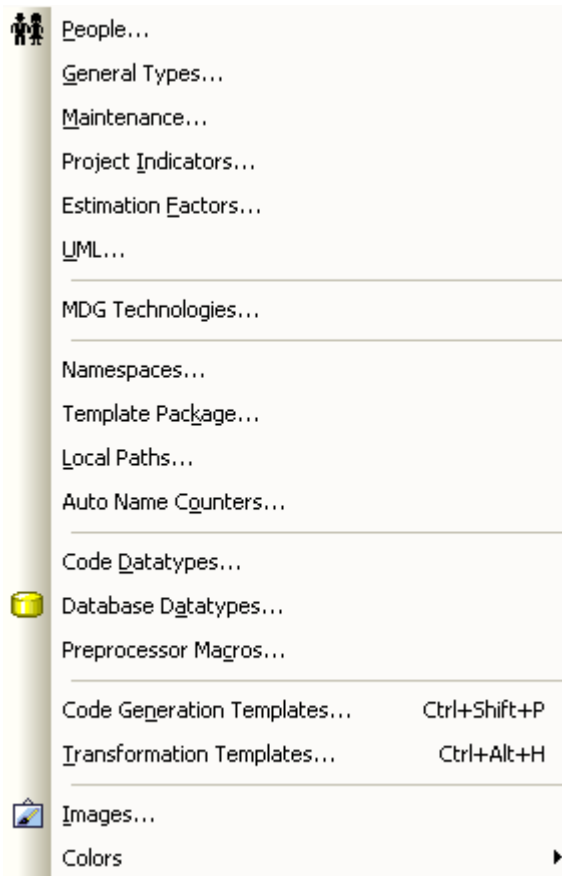 People...
General Types...
Maintenance...
Project Indicators...
Estimation Factors...
UML...
MDG Technologies...
Namespaces...
Template Package...
Local Paths...
Auto Name Counters...
Code Datatypes...
Database Datatypes...
Preprocessor Macros...
Code Generation Templates... Ctrl+Shift+P
Transformation Templates... Ctrl+Alt+H
Images...
Colors